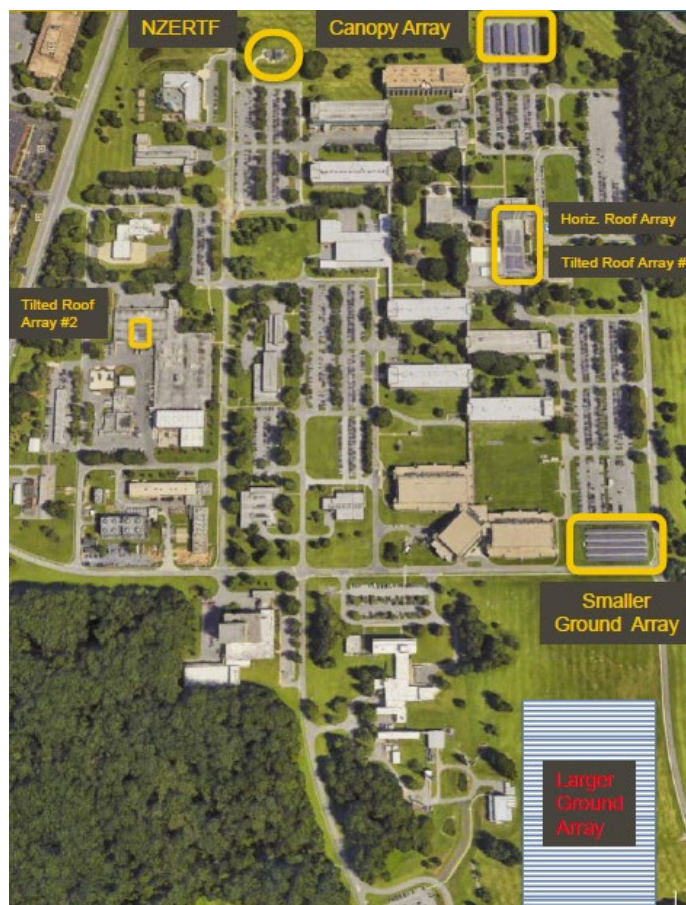 NZERTF
Canopy Array
Horiz. Roof Array
Tilted Roof Array #
Tilted Roof
Array #2
Smaller
Ground Array
Larger
Ground
Array